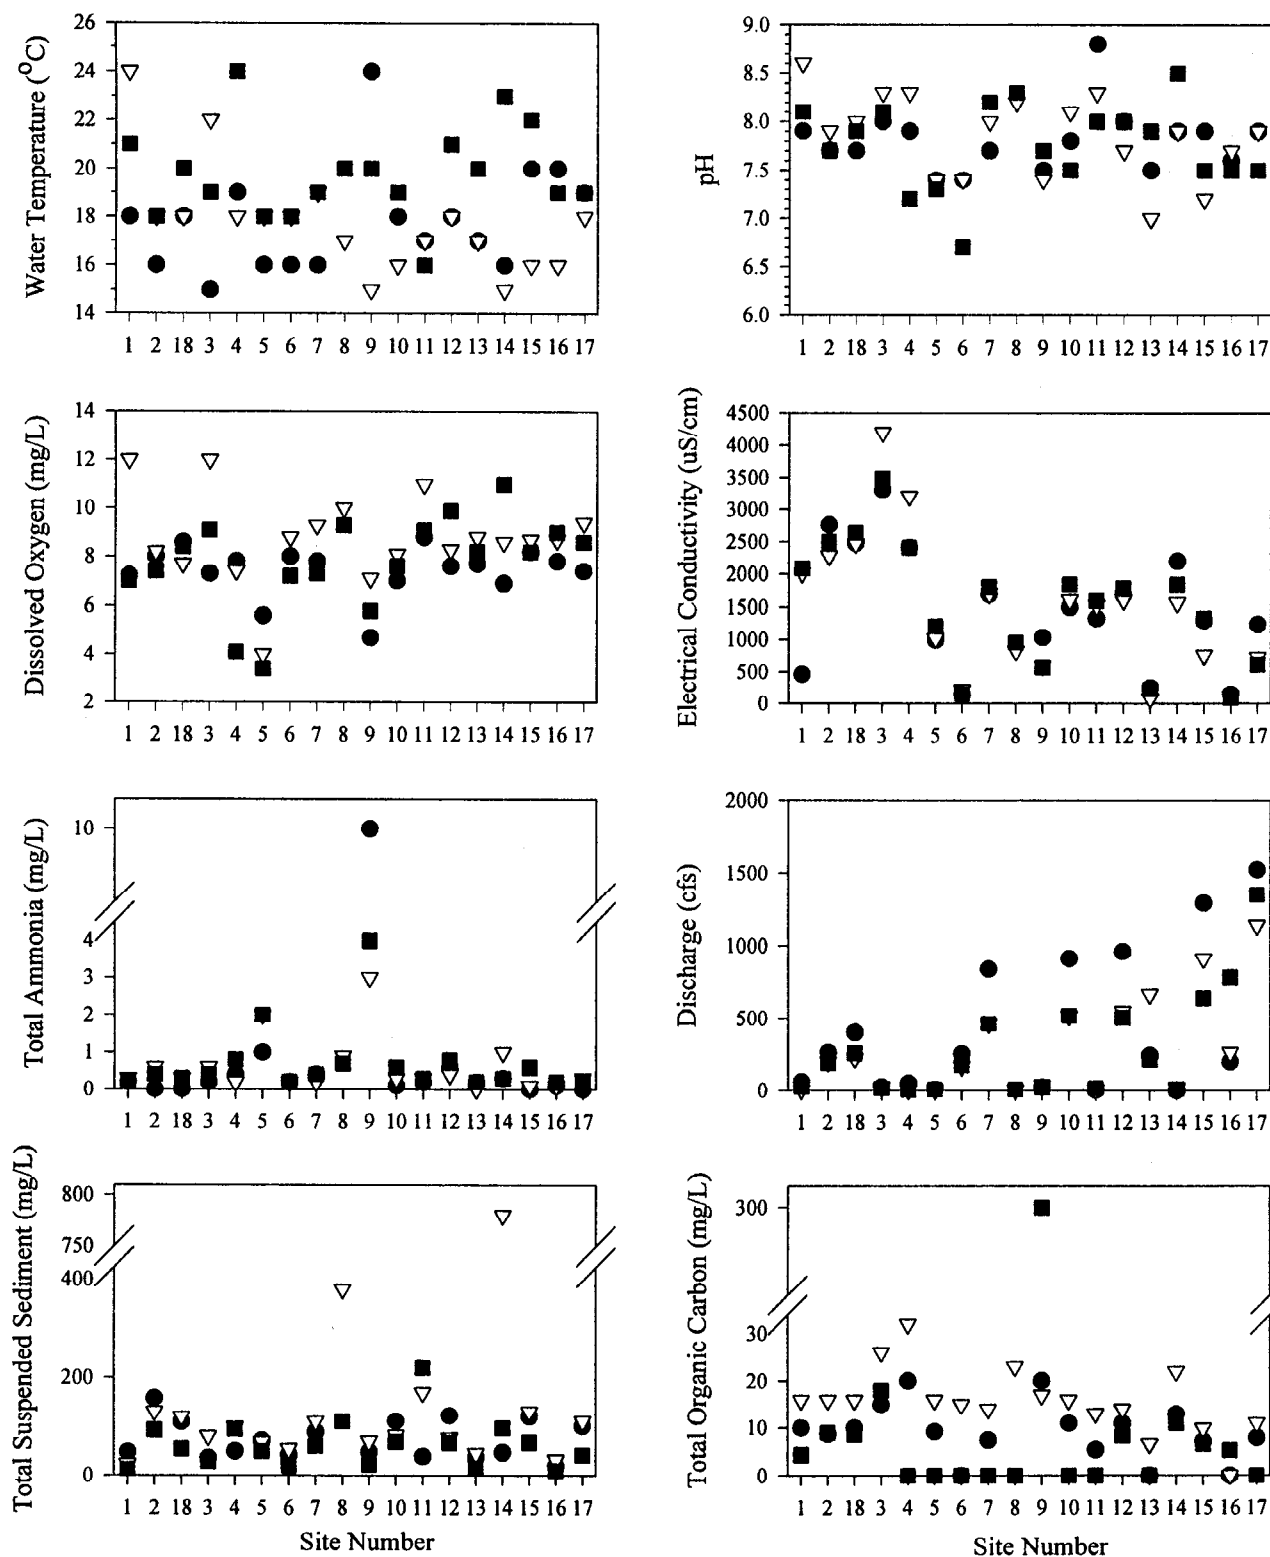 Water Temperature (°C)
26
24
22
20
18
16
14
1 2 18 3 4 5 6 7 8 9 10 11 12 13 14 15 16 17
pH
9.0
8.5
8.0
7.5
7.0
6.5
6.0
1 2 18 3 4 5 6 7 8 9 10 11 12 13 14 15 16 17
Dissolved Oxygen (mg/L)
14
12
10
8
6
4
2
1 2 18 3 4 5 6 7 8 9 10 11 12 13 14 15 16 17
Electrical Conductivity (uS/cm)
4500
4000
3500
3000
2500
2000
1500
1000
500
0
1 2 18 3 4 5 6 7 8 9 10 11 12 13 14 15 16 17
Total Ammonia (mg/L)
10
4
3
2
1
0
1 2 18 3 4 5 6 7 8 9 10 11 12 13 14 15 16 17
Discharge (cfs)
2000
1500
1000
500
0
1 2 18 3 4 5 6 7 8 9 10 11 12 13 14 15 16 17
Total Suspended Sediment (mg/L)
800
750
400
200
0
1 2 18 3 4 5 6 7 8 9 10 11 12 13 14 15 16 17
Site Number
Total Organic Carbon (mg/L)
300
30
20
10
0
1 2 18 3 4 5 6 7 8 9 10 11 12 13 14 15 16 17
Site Number